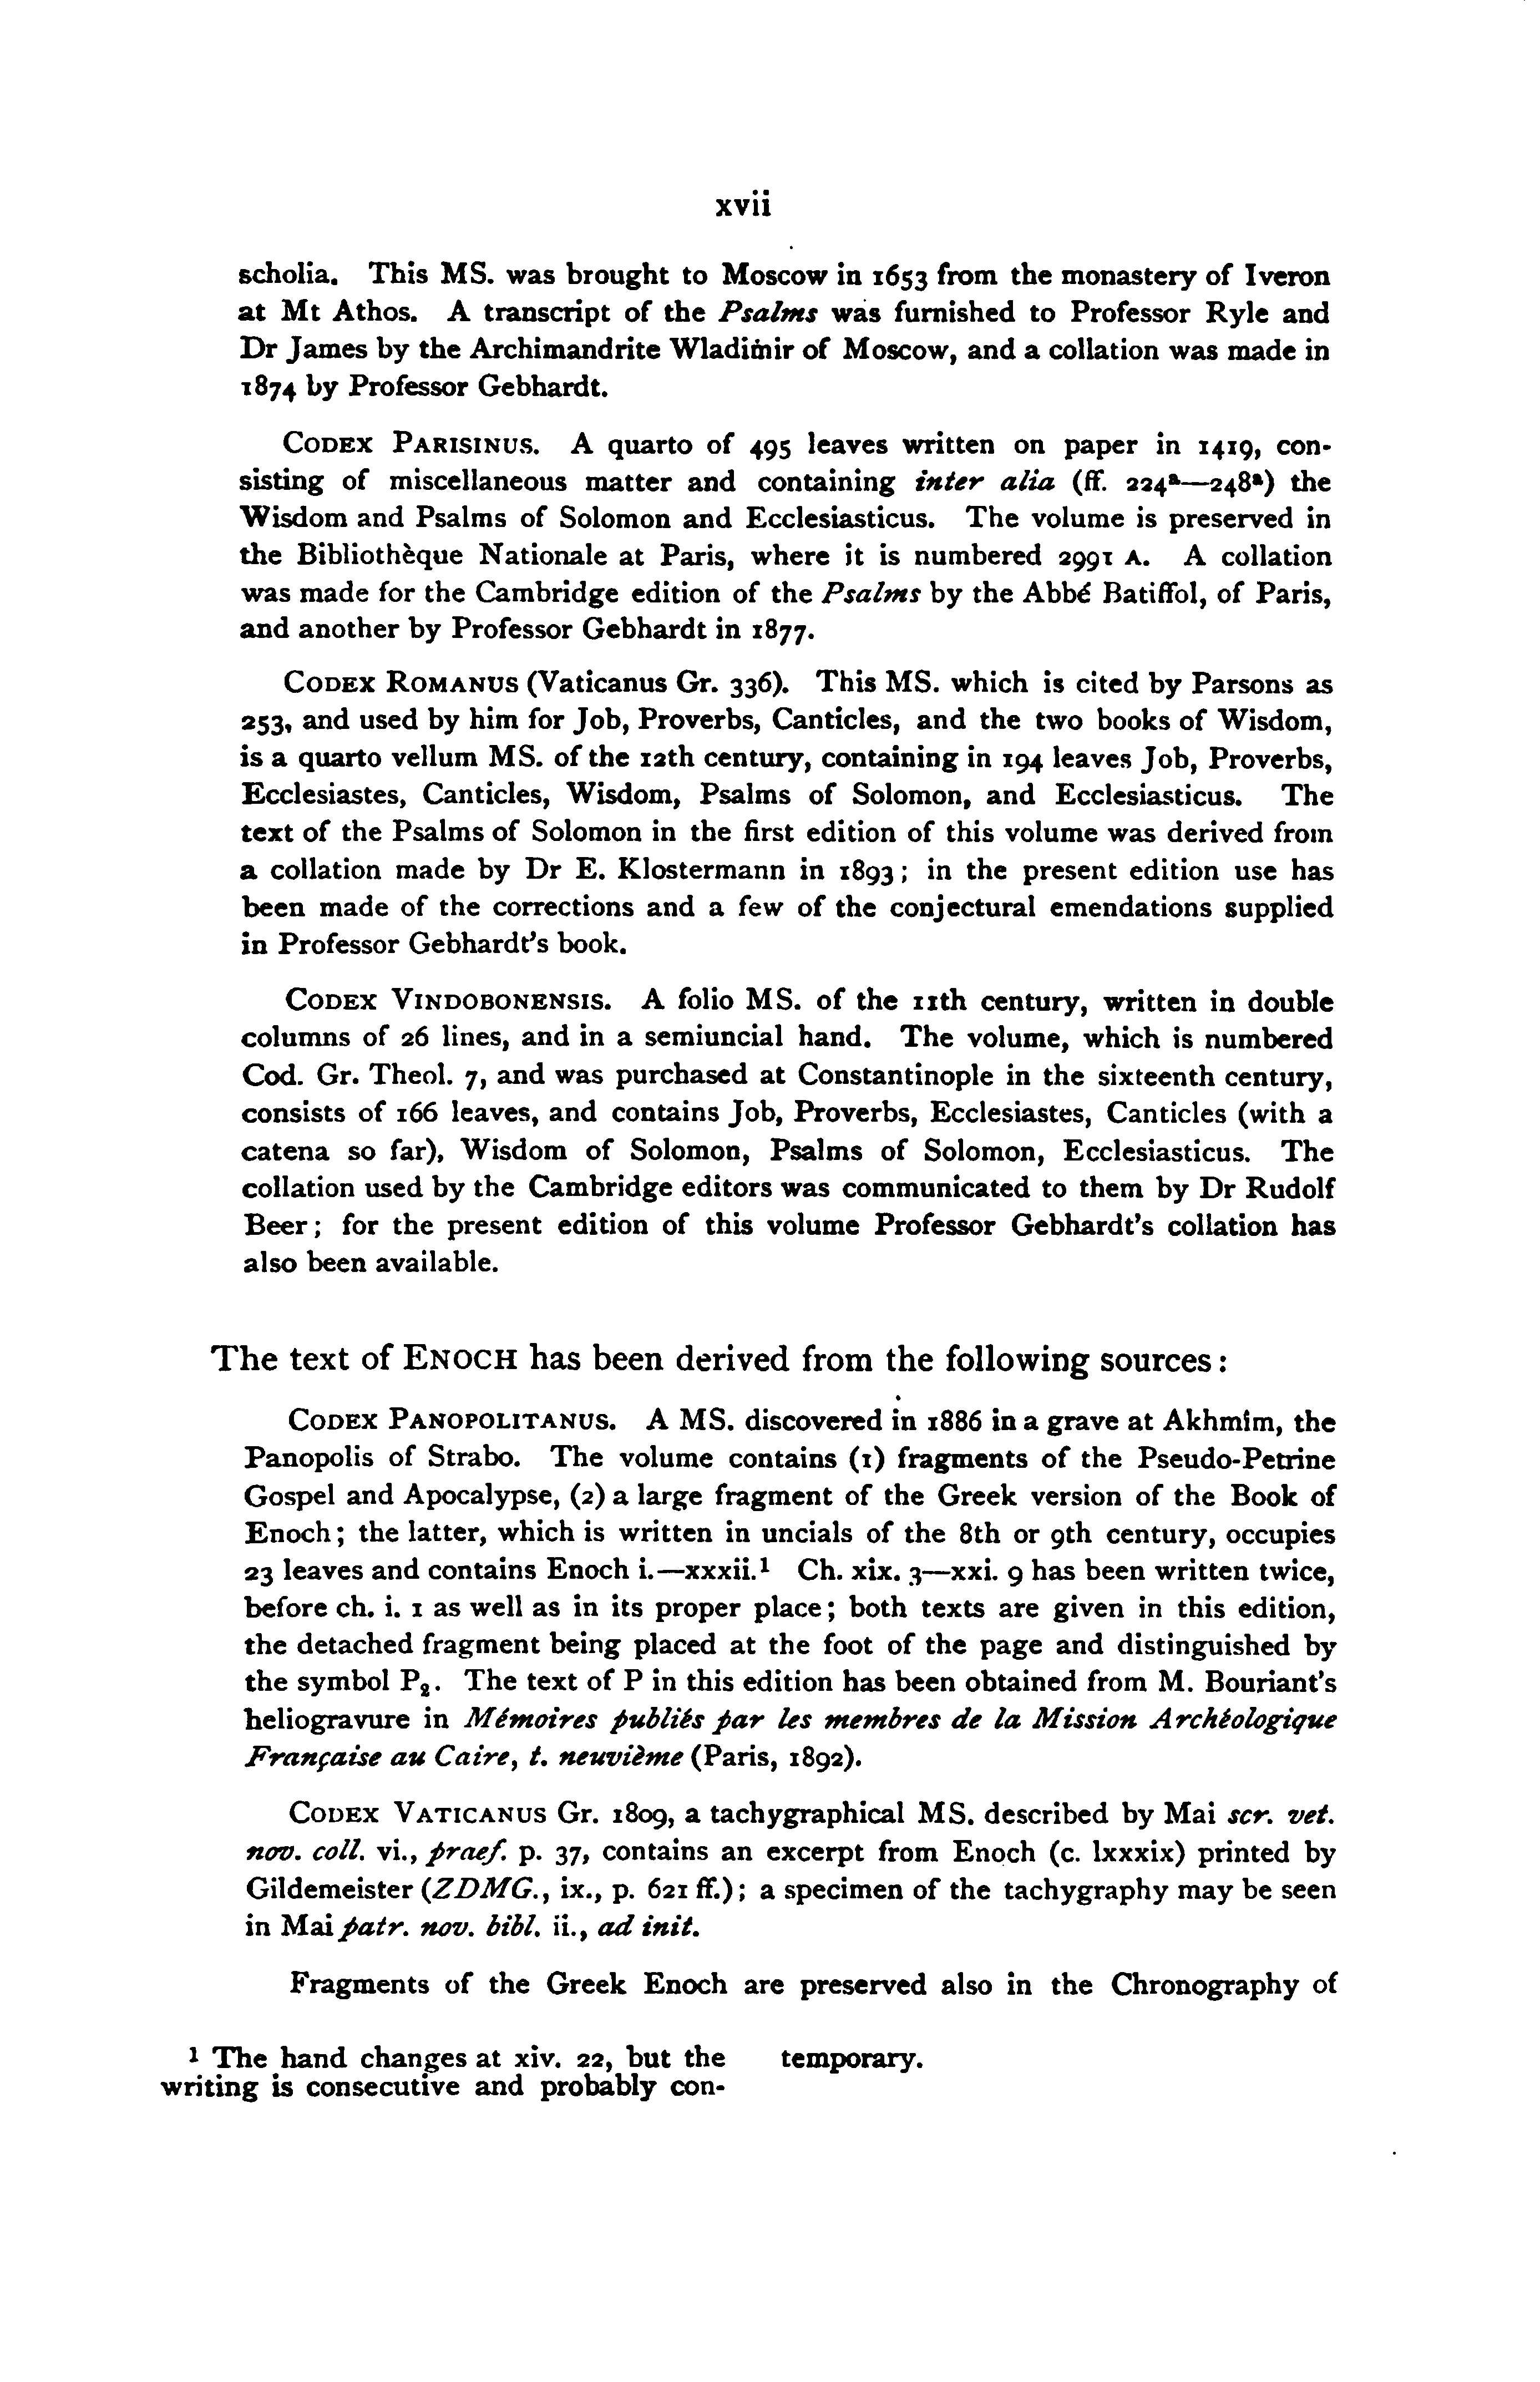 xvii
scholia. This MS. was brought to Moscow in 1653 from the monastery of Iveron
at Mt Athos. A transcript of the Psalms was furnished to Professor Ryle and
Dr James by the Archimandrite Wladimir of Moscow, and a collation was made in
1874 by Professor Gebhardt.
CODEX PARISINUS. A quarto of 495 leaves written on paper in 1419, con-
sisting of miscellaneous matter and containing inter alia (ff. 224ª—248ª) the
Wisdom and Psalms of Solomon and Ecclesiasticus. The volume is preserved in
the Bibliothèque Nationale at Paris, where it is numbered 2991 A. A collation
was made for the Cambridge edition of the Psalms by the Abbé Batiffol, of Paris,
and another by Professor Gebhardt in 1877.
CODEX ROMANUS (Vaticanus Gr. 336). This MS. which is cited by Parsons as
253, and used by him for Job, Proverbs, Canticles, and the two books of Wisdom,
is a quarto vellum MS. of the 12th century, containing in 194 leaves Job, Proverbs,
Ecclesiastes, Canticles, Wisdom, Psalms of Solomon, and Ecclesiasticus. The
text of the Psalms of Solomon in the first edition of this volume was derived from
a collation made by Dr E. Klostermann in 1893; in the present edition use has
been made of the corrections and a few of the conjectural emendations supplied
in Professor Gebhardt's book.
CODEX VINDOBONENSIS. A folio MS. of the 11th century, written in double
columns of 26 lines, and in a semiuncial hand. The volume, which is numbered
Cod. Gr. Theol. 7, and was purchased at Constantinople in the sixteenth century,
consists of 166 leaves, and contains Job, Proverbs, Ecclesiastes, Canticles (with a
catena so far), Wisdom of Solomon, Psalms of Solomon, Ecclesiasticus. The
collation used by the Cambridge editors was communicated to them by Dr Rudolf
Beer; for the present edition of this volume Professor Gebhardt's collation has
also been available.
The text of ENOCH has been derived from the following sources:
CODEX PANOPOLITANUS. A MS. discovered in 1886 in a grave at Akhmîm, the
Panopolis of Strabo. The volume contains (1) fragments of the Pseudo-Petrine
Gospel and Apocalypse, (2) a large fragment of the Greek version of the Book of
Enoch; the latter, which is written in uncials of the 8th or 9th century, occupies
23 leaves and contains Enoch i.—xxxii.¹ Ch. xix. 3—xxi. 9 has been written twice,
before ch. i. 1 as well as in its proper place; both texts are given in this edition,
the detached fragment being placed at the foot of the page and distinguished by
the symbol P₂. The text of P in this edition has been obtained from M. Bouriant's
heliogravure in Mémoires publiés par les membres de la Mission Archéologique
Française au Caire, t. neuvième (Paris, 1892).
CODEX VATICANUS Gr. 1809, a tachygraphical MS. described by Mai scr. vet.
nov. coll. vi., praef. p. 37, contains an excerpt from Enoch (c. lxxxix) printed by
Gildemeister (ZDMG., ix., p. 621 ff.); a specimen of the tachygraphy may be seen
in Mai patr. nov. bibl. ii., ad init.
Fragments of the Greek Enoch are preserved also in the Chronography of
¹ The hand changes at xiv. 22, but the
writing is consecutive and probably con-
temporary.